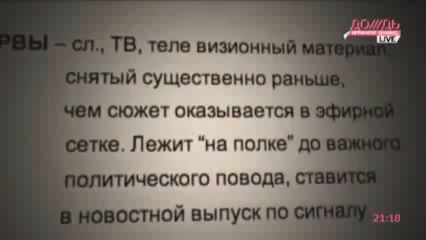 ДОЖДЬ
LIVE
РВЫ – сл., ТВ, теле визионный материал,
снятый существенно раньше,
чем сюжет оказывается в эфирной
сетке. Лежит "на полке" до важного
политического повода, ставится
в новостной выпуск по сигналу
21:18